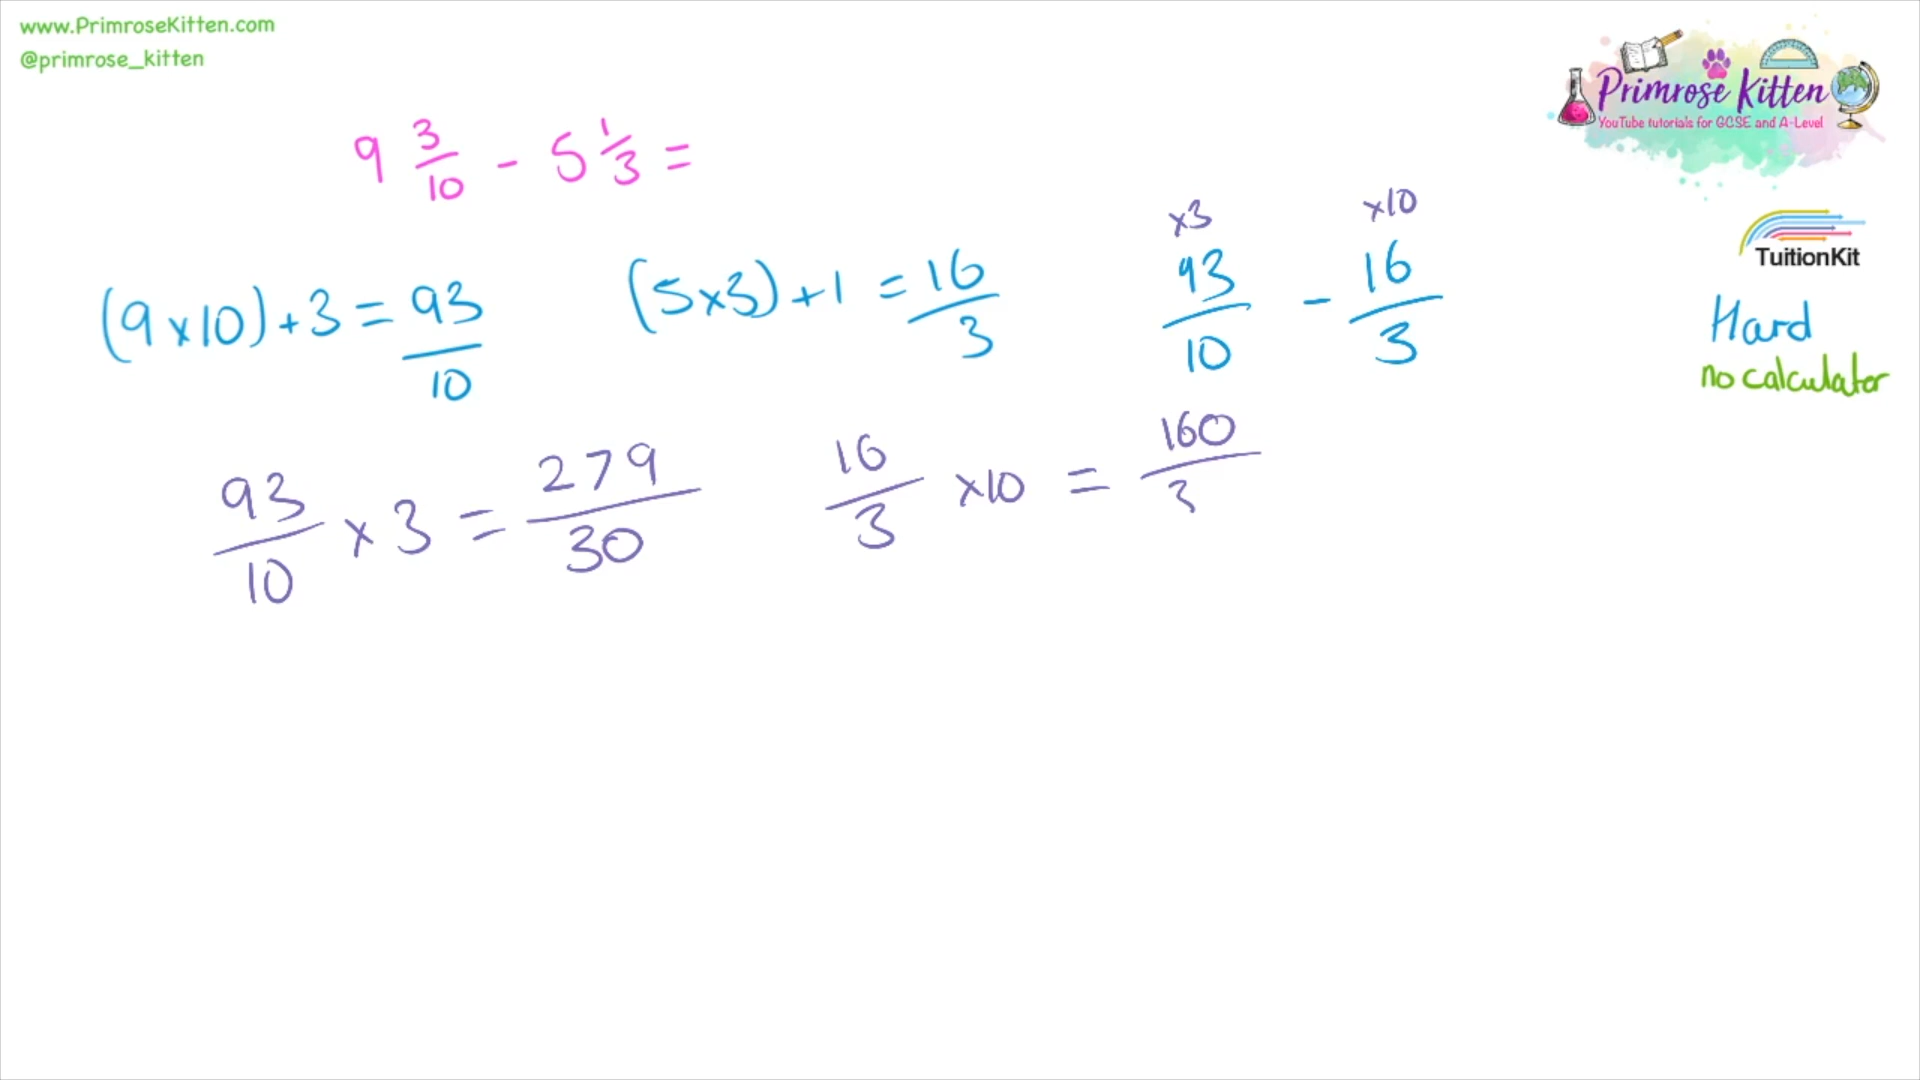 www.PrimroseKitten.com
@primrose_kitten
Primrose Kitten
YouTube tutorials for GCSE and A-Level
TuitionKit
Hard
no calculator
9 3/10 - 5 1/3 =
(9x10)+3 = 93/10
(5x3)+1 = 16/3
x3 x10
93/10 - 16/3
93/10 x 3 = 279/30
16/3 x10 = 160/3